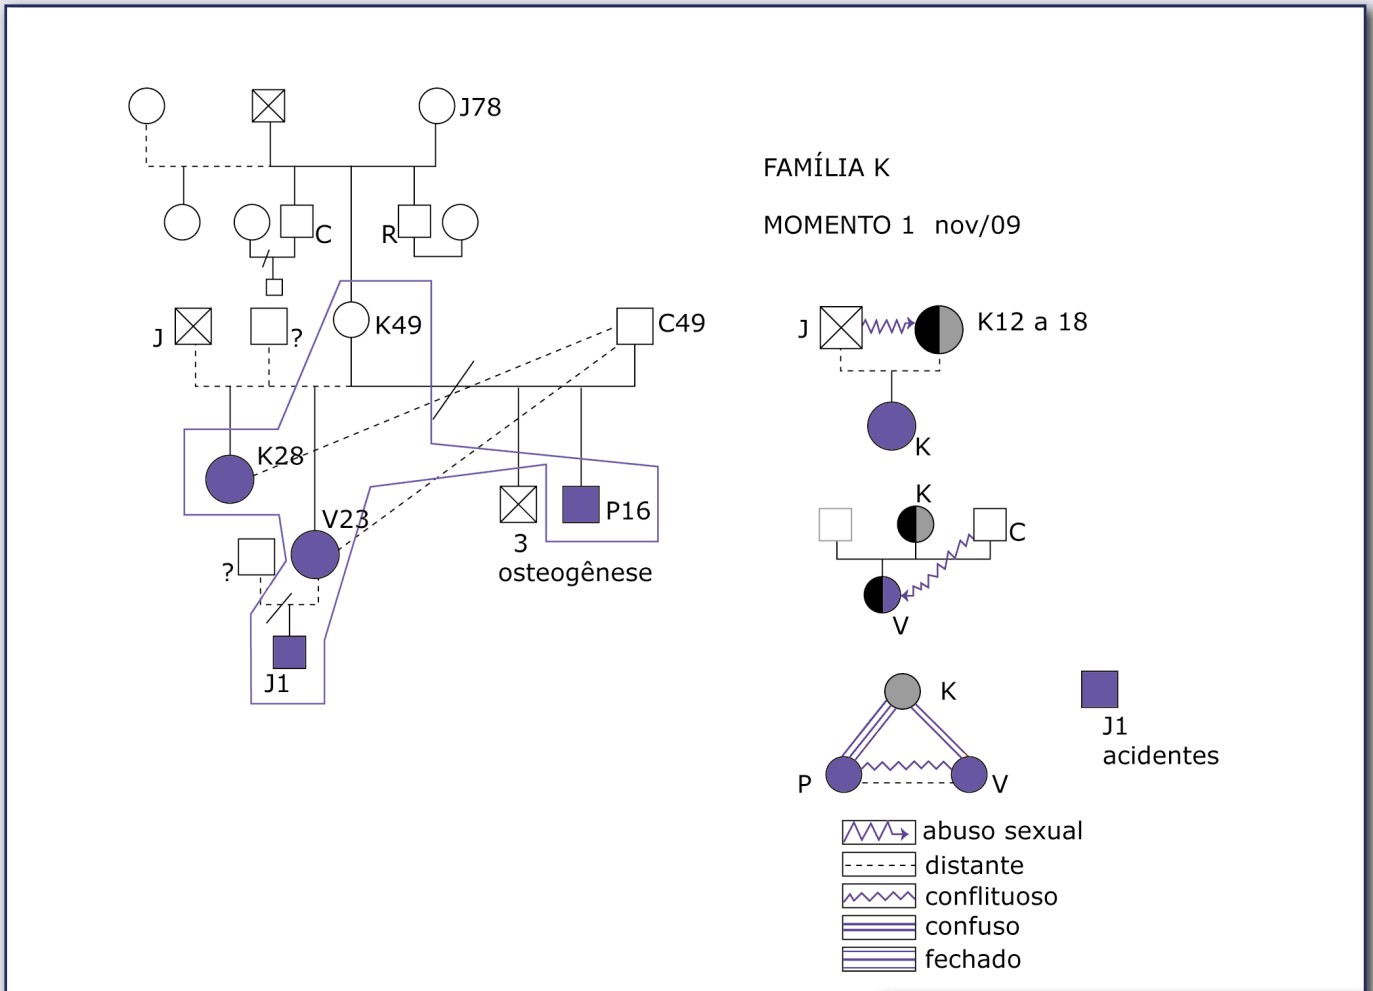 J78
FAMÍLIA K
MOMENTO 1 nov/09
C
R
J
?
K49
C49
J
K12 a 18
K28
K
V23
P16
K
C
?
3
osteogênese
V
J1
K
J1
acidentes
P
V
abuso sexual
distante
conflituoso
confuso
fechado